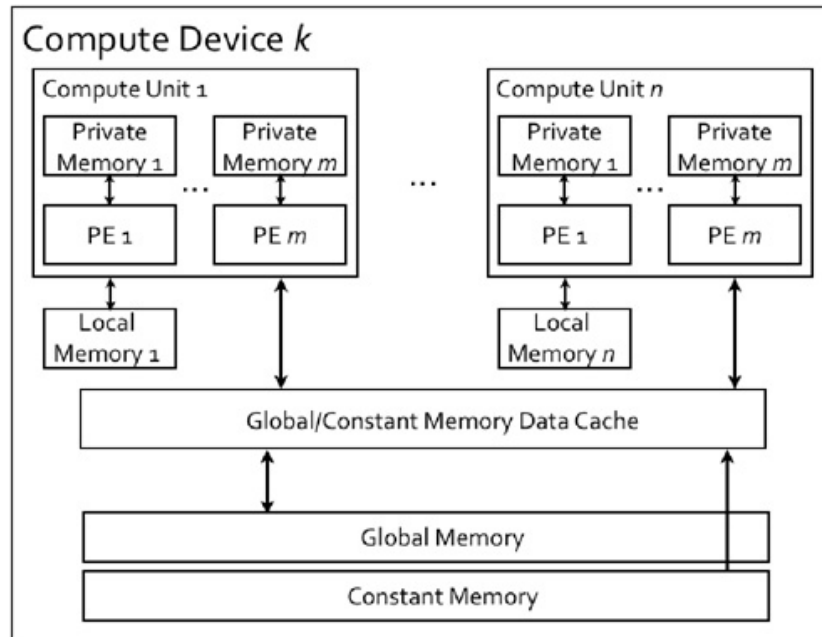 Compute Device k
Compute Unit 1
Private
Memory 1
Private
Memory m
...
PE 1
PE m
Local
Memory 1
...
Compute Unit n
Private
Memory 1
Private
Memory m
...
PE 1
PE m
Local
Memory n
Global/Constant Memory Data Cache
Global Memory
Constant Memory